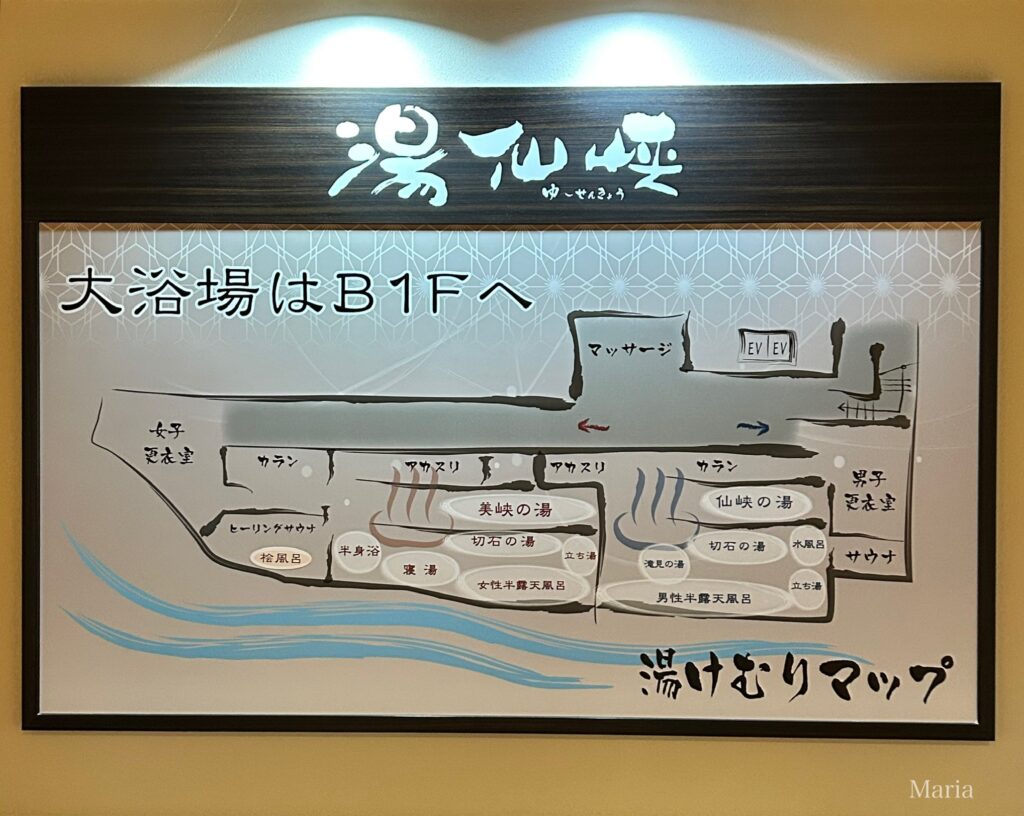 湯仙峡
ゆーせんきょう
大浴場はB1Fへ
マッサージ
EV EV
女子
更衣室
カラン
アカスリ
アカスリ
カラン
男子
更衣室
美峡の湯
仙峡の湯
ヒーリングサウナ
切石の湯
切石の湯
水風呂
サウナ
桧風呂
半身浴
寝湯
立ち湯
滝見の湯
女性半露天風呂
男性半露天風呂
立ち湯
湯けむりマップ
Maria